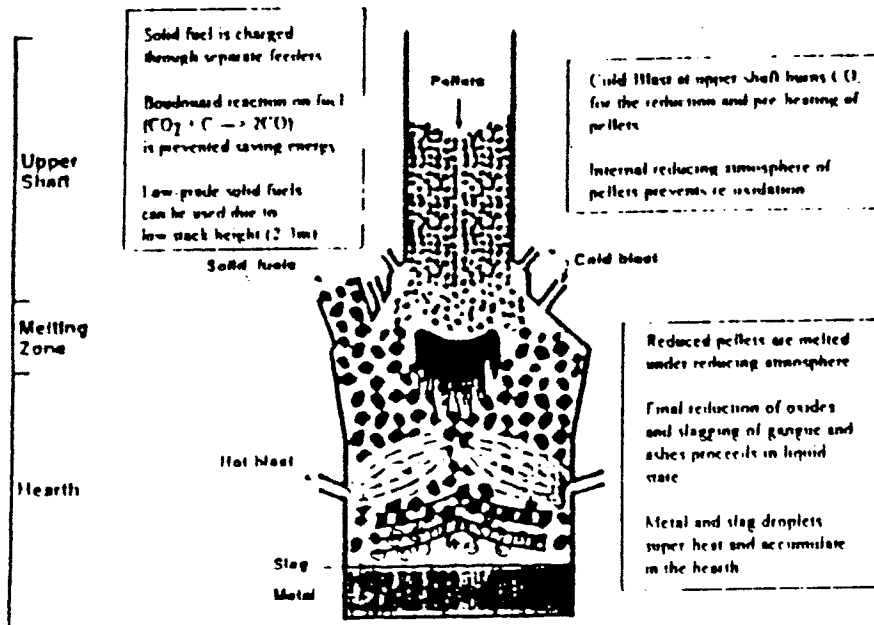 Solid fuel is charged
through separate feeders
Boudouard reaction on fuel
(CO₂ + C —> 2CO)
is prevented saving energy
Low-grade solid fuels
can be used due to
low stack height (2-3m)
Pellets
Cold Blast at upper shaft burns CO,
for the reduction and pre heating of
pellets
Internal reducing atmosphere of
pellets prevents re oxidation
Upper
Shaft
Solid fuels
Cold blast
Melting
Zone
Reduced pellets are melted
under reducing atmosphere
Final reduction of oxides
and slagging of gangue and
ashes proceeds in liquid
state
Hot blast
Hearth
Metal and slag droplets
super heat and accumulate
in the hearth
Slag
Metal